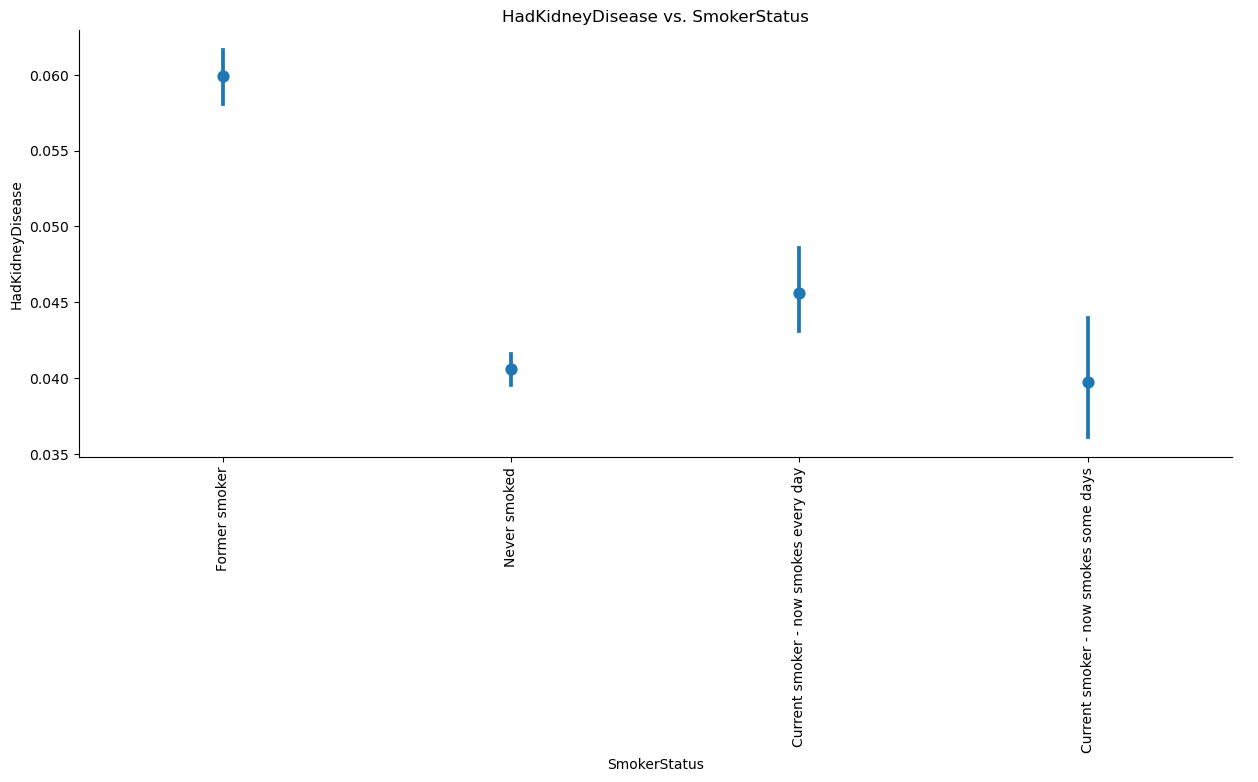 HadKidneyDisease vs. SmokerStatus
HadKidneyDisease
0.060
0.055
0.050
0.045
0.040
0.035
Former smoker
Never smoked
Current smoker - now smokes every day
Current smoker - now smokes some days
SmokerStatus